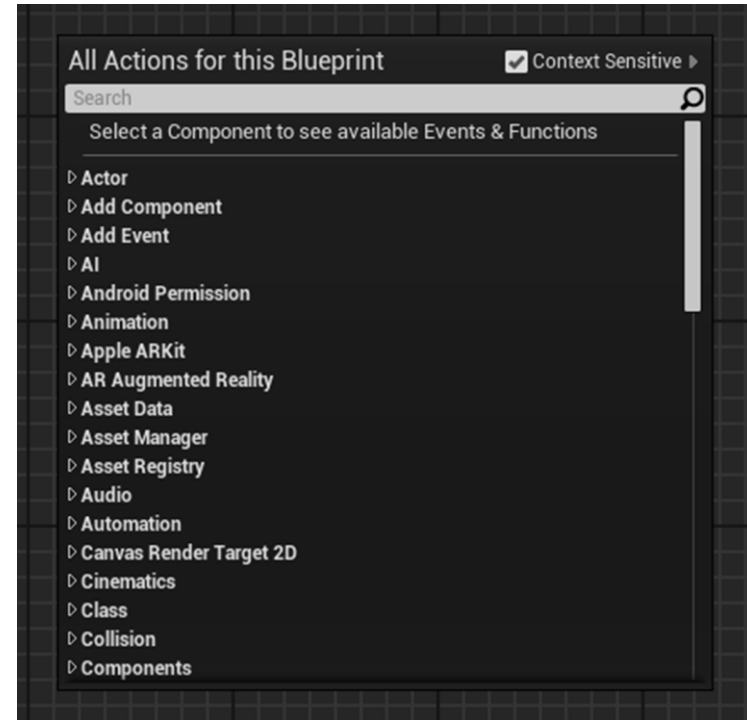 All Actions for this Blueprint
Context Sensitive
Search
Select a Component to see available Events & Functions
Actor
Add Component
Add Event
AI
Android Permission
Animation
Apple ARKit
AR Augmented Reality
Asset Data
Asset Manager
Asset Registry
Audio
Automation
Canvas Render Target 2D
Cinematics
Class
Collision
Components